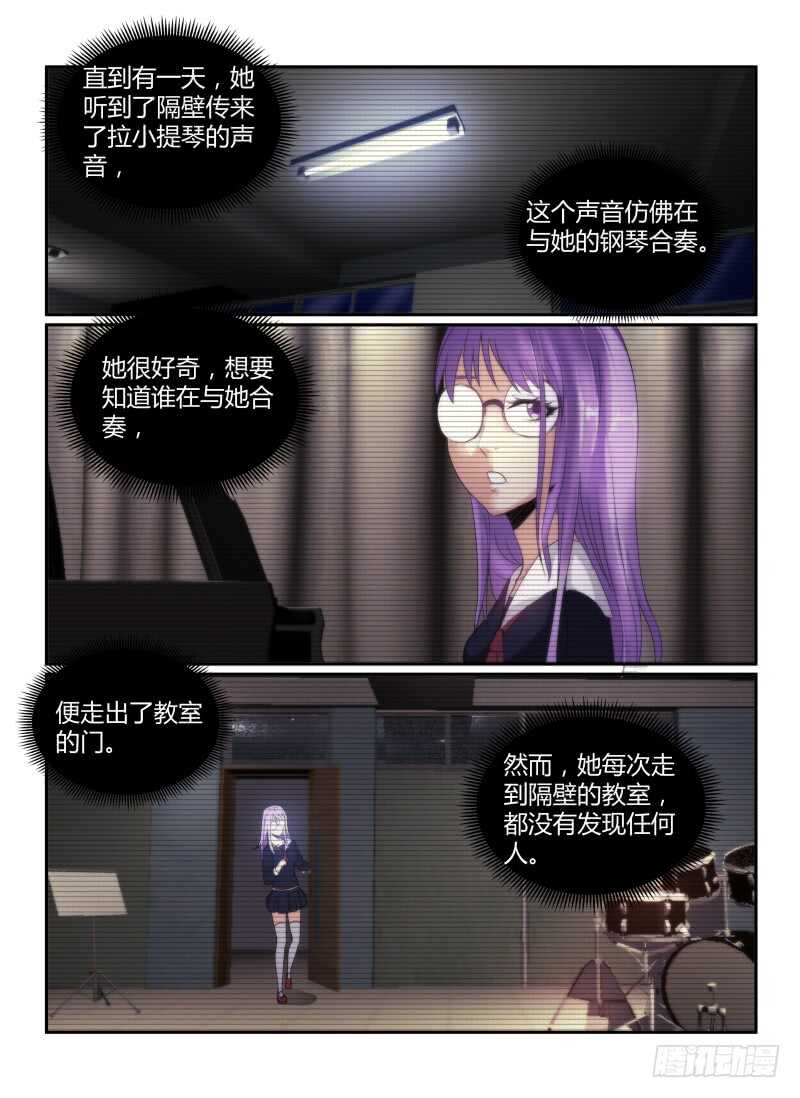 直到有一天，她
听到了隔壁传来
了拉小提琴的声
音，
这个声音仿佛在
与她的钢琴合奏。
她很好奇，想要
知道谁在与她合
奏，
便走出了教室
的门。
然而，她每次走
到隔壁的教室，
都没有发现任何
人。
腾讯动漫